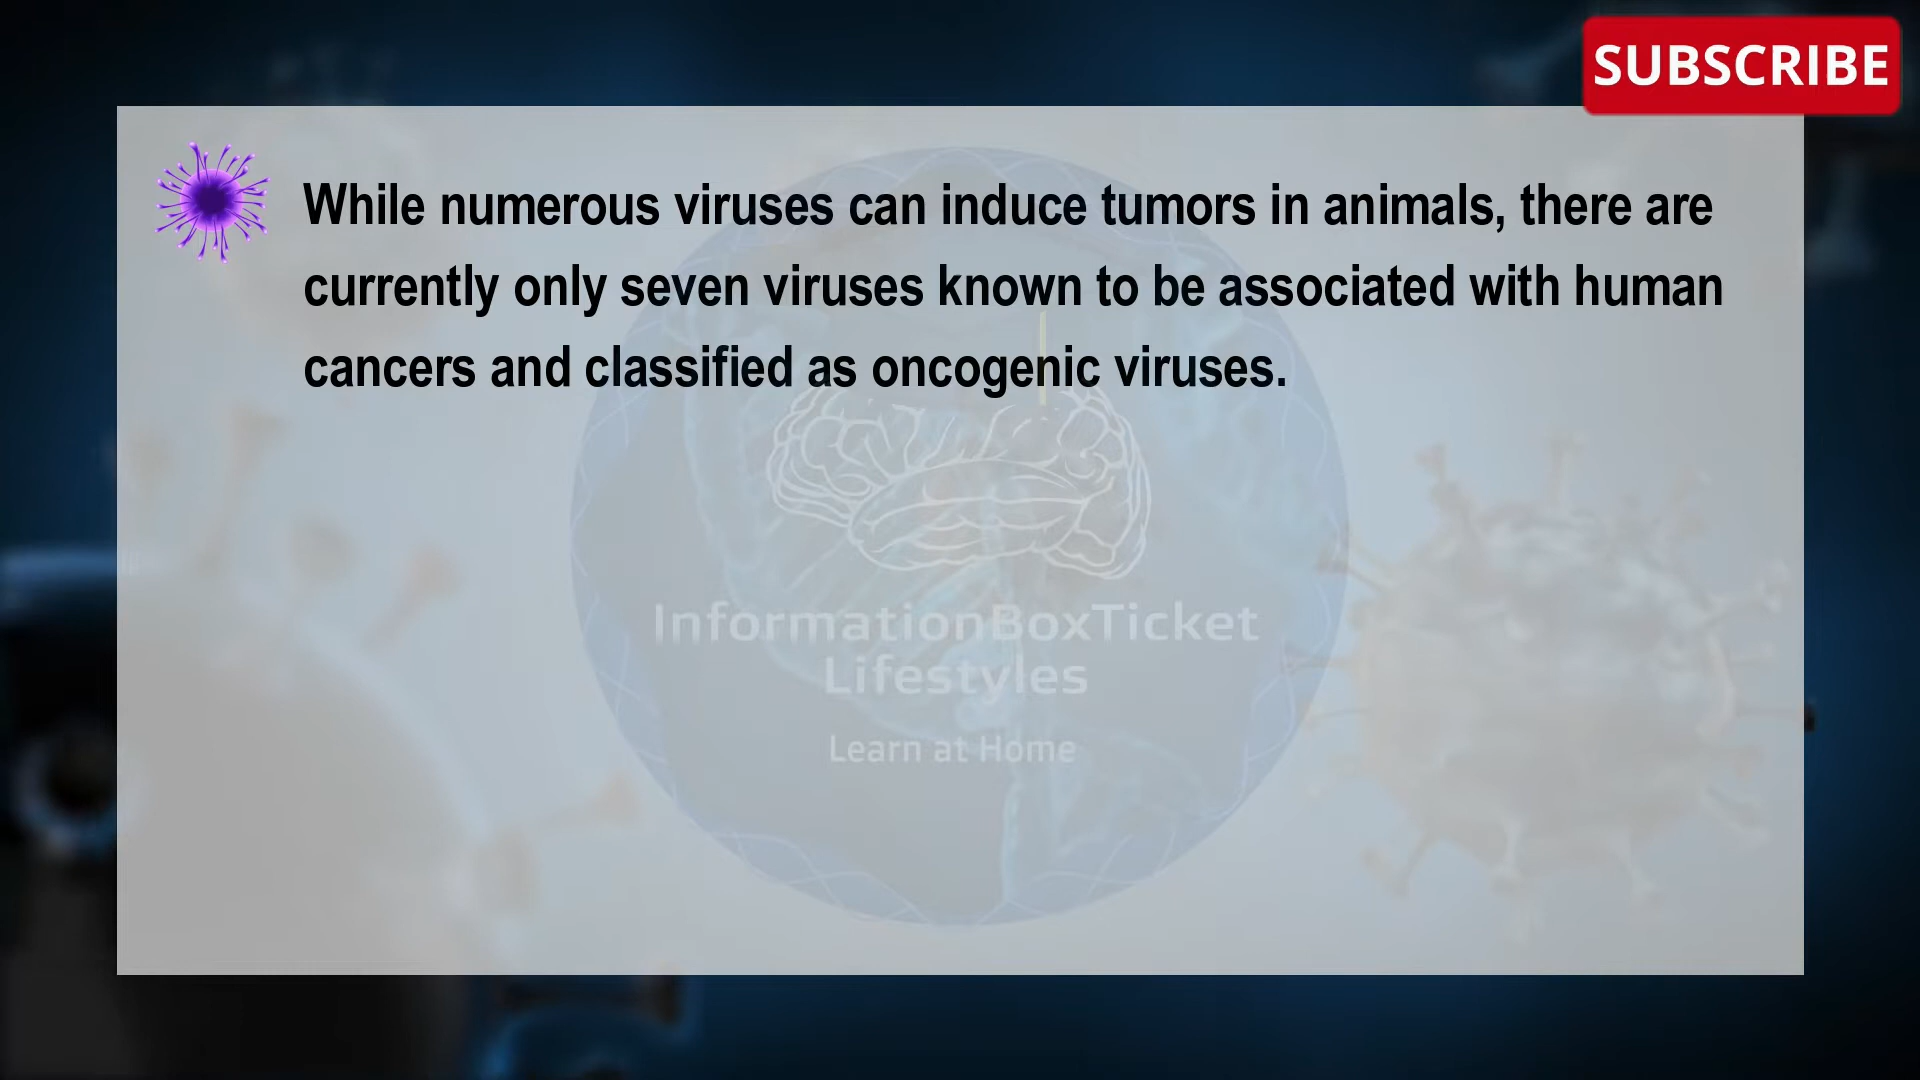 SUBSCRIBE
While numerous viruses can induce tumors in animals, there are
currently only seven viruses known to be associated with human
cancers and classified as oncogenic viruses.
InformationBoxTicket
Lifestyles
Learn at Home